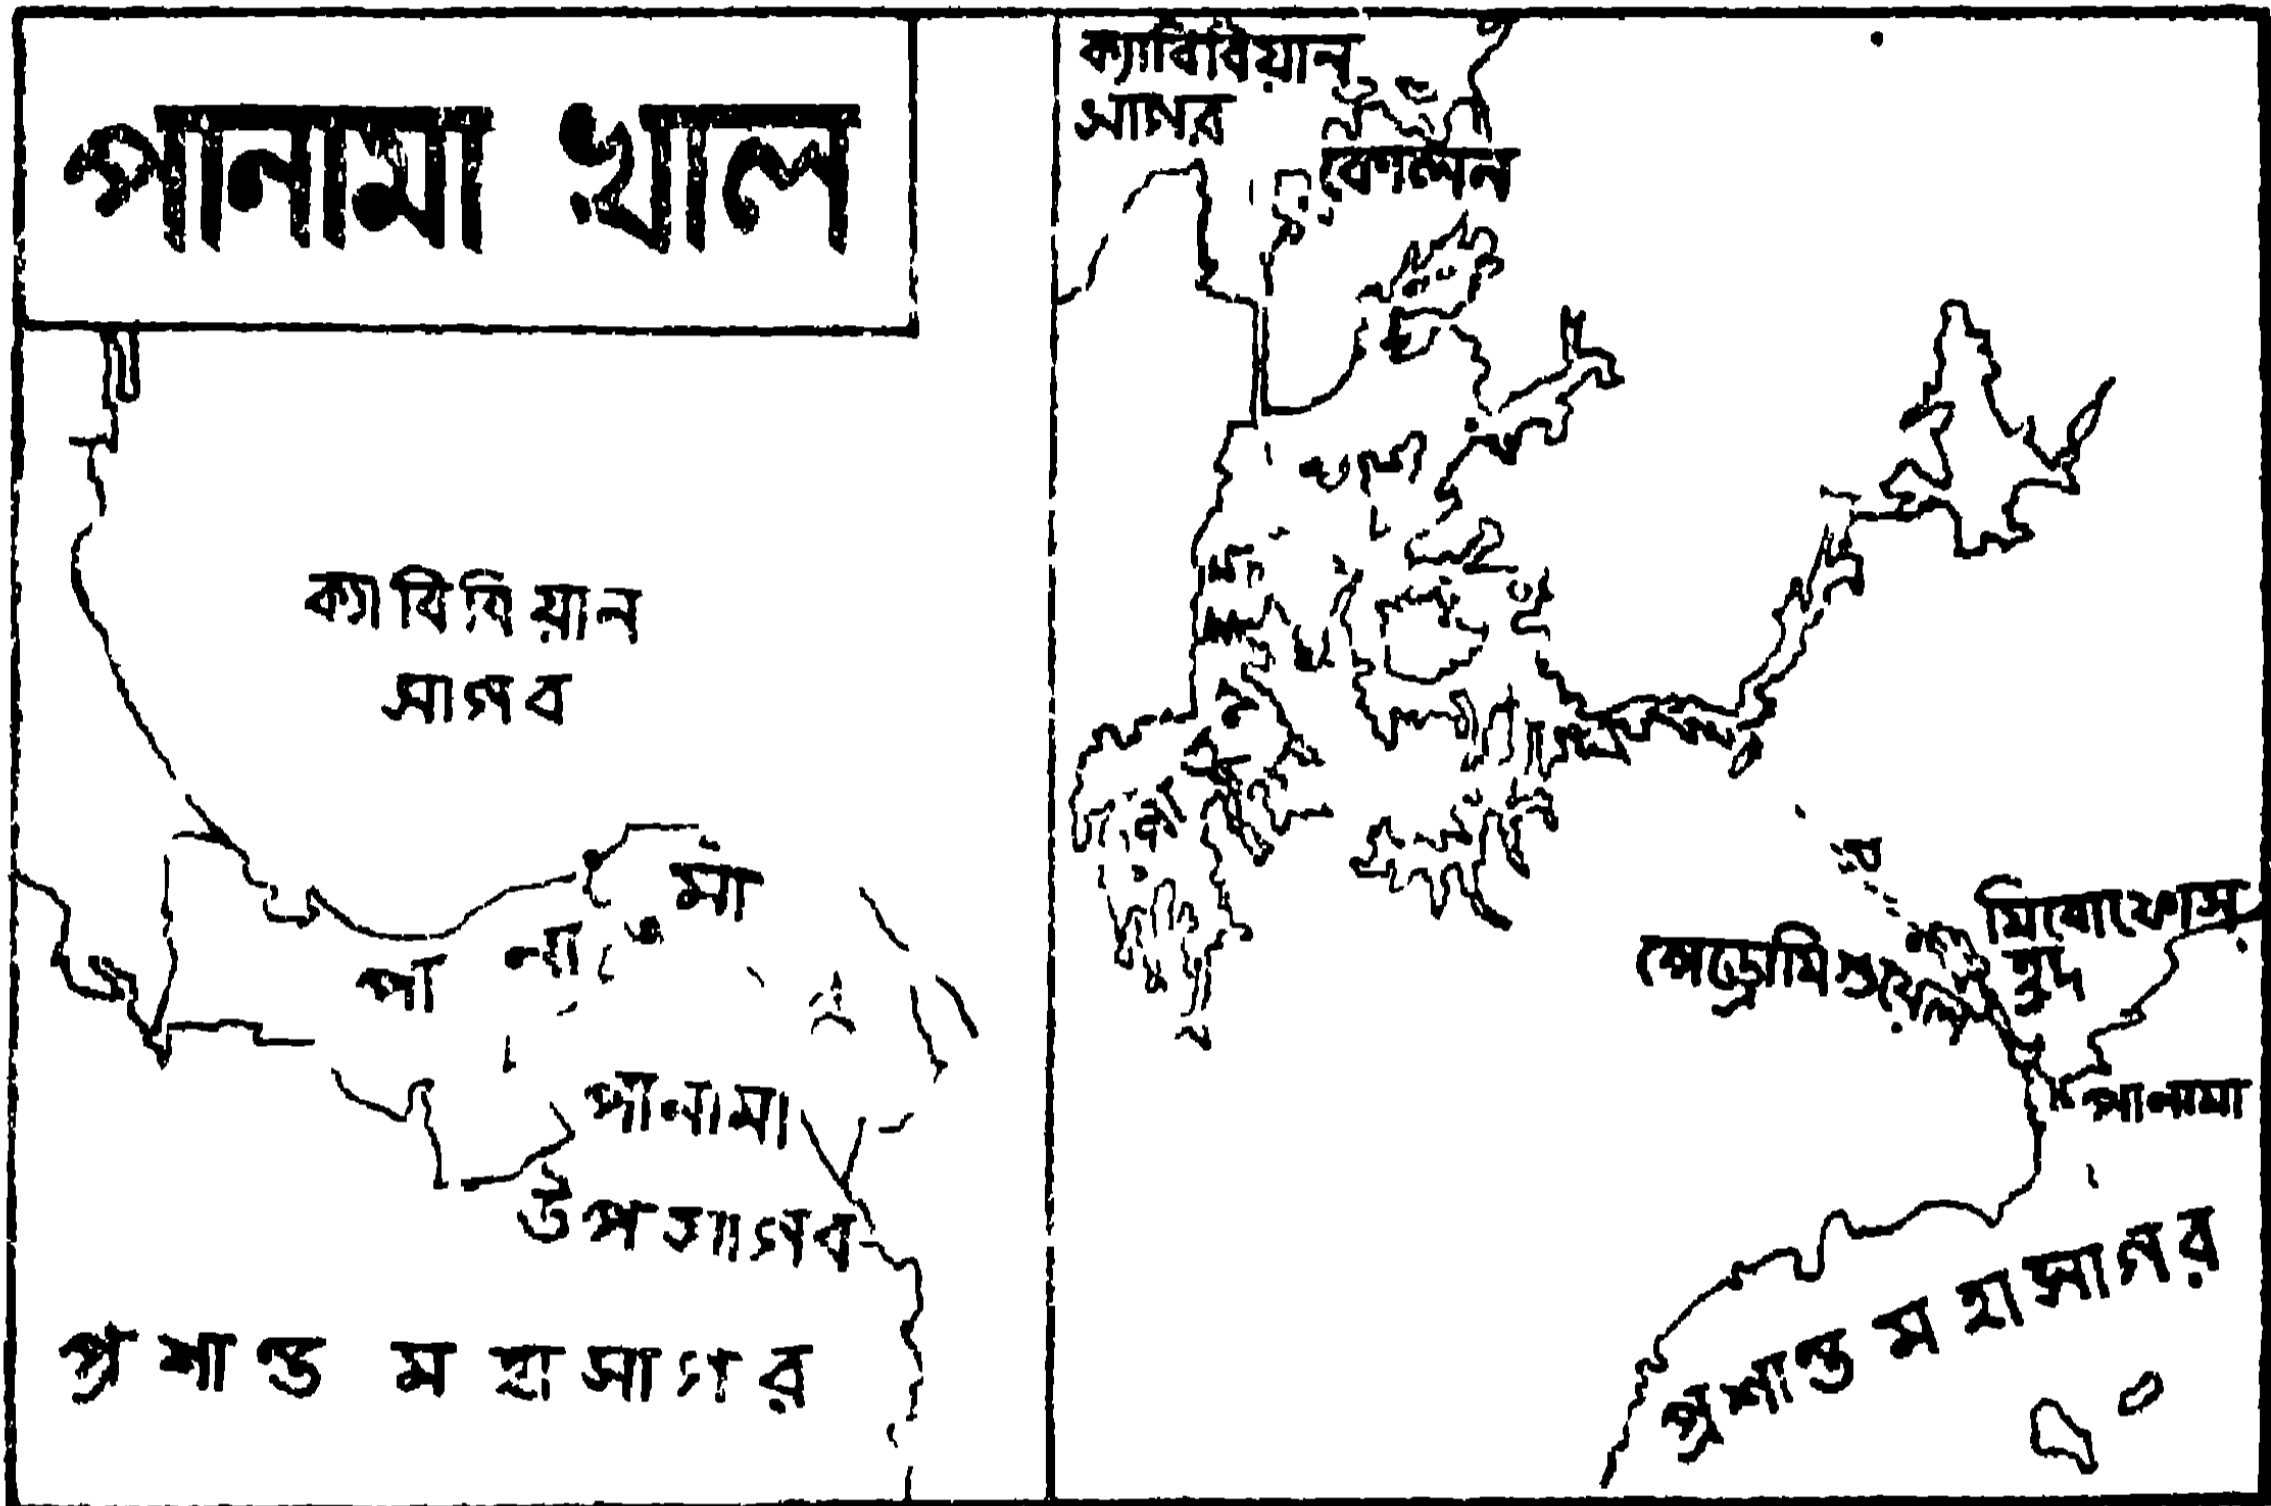 পানামা খাল
ক্যারিবিয়ান
সাগর
পা না মা
পানামা
উপসাগর
প্রশান্ত মহাসাগর
ক্যারিবিয়ান
সাগর
মিরাফ্লোরেস
হ্রদ
পানামা
প্রশান্ত মহাসাগর